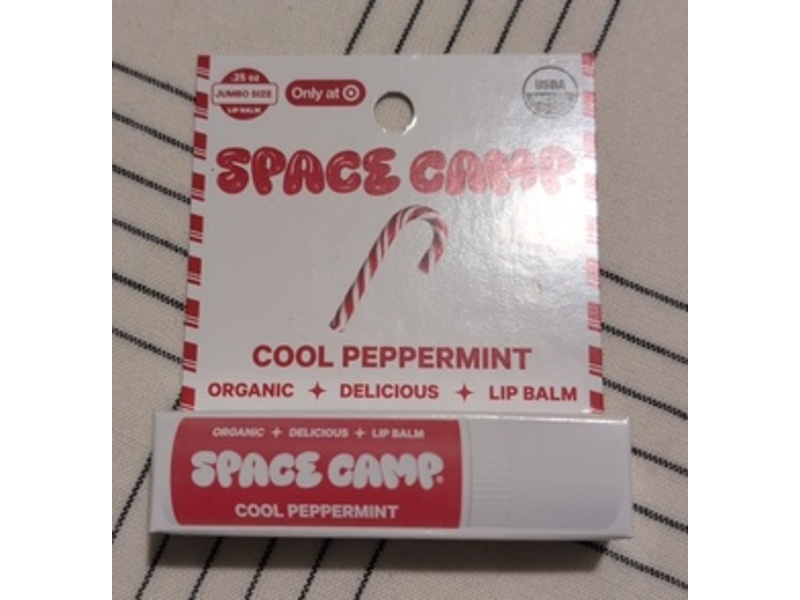 .25 oz
JUMBO SIZE
LIP BALM
Only at
USDA
SPACE CAMP
COOL PEPPERMINT
ORGANIC ✦ DELICIOUS ✦ LIP BALM
ORGANIC ✦ DELICIOUS ✦ LIP BALM
SPACE CAMP®
COOL PEPPERMINT